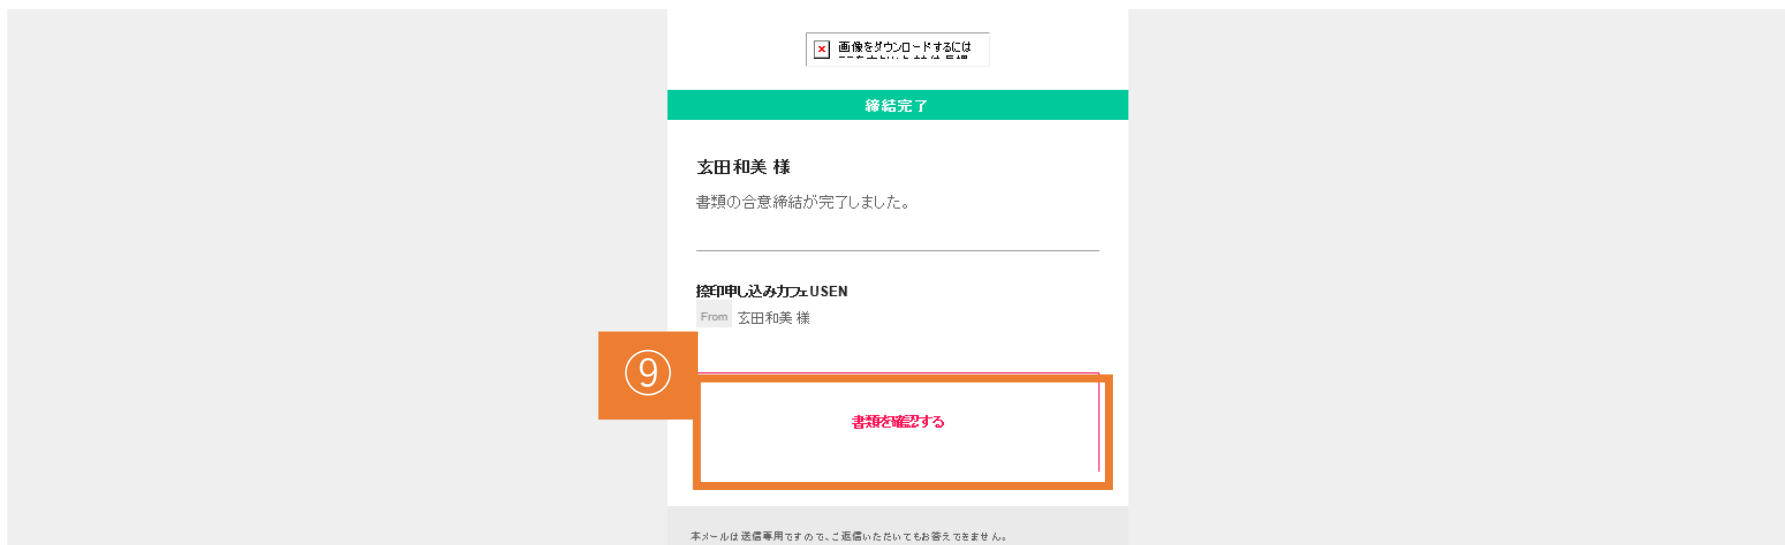 画像をダウンロードするには
締結完了
玄田和美 様
書類の合意締結が完了しました。
捺印申し込みカフェUSEN
From 玄田和美 様
⑨
書類を確認する
本メールは送信専用ですので、ご返信いただいてもお答えできません。